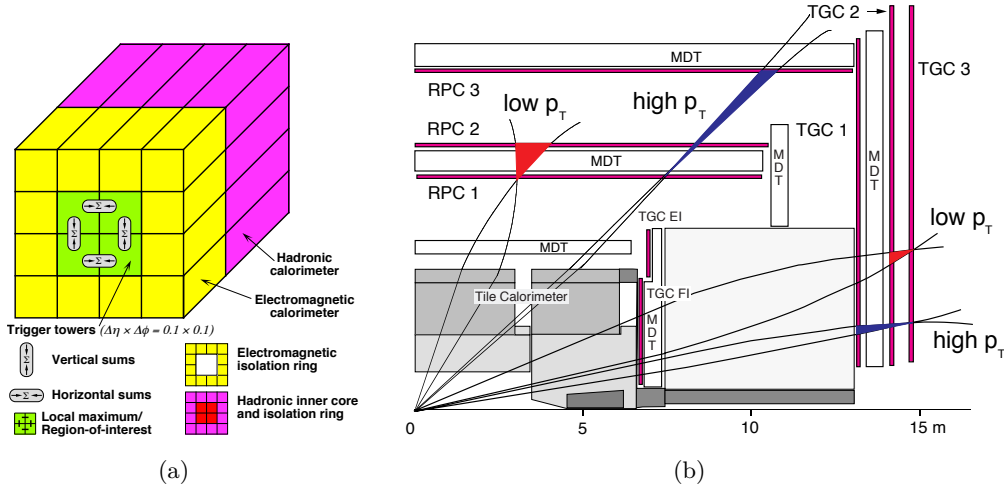 Hadronic
calorimeter
Electromagnetic
calorimeter
Trigger towers (Δη × Δϕ = 0.1 × 0.1)
Σ
Σ
Σ
Σ
Σ
Vertical sums
Σ
Horizontal sums
Local maximum/
Region-of-interest
Electromagnetic
isolation ring
Hadronic inner core
and isolation ring
(a)
TGC 2
MDT
TGC 3
RPC 3
low p_T
high p_T
RPC 2
TGC 1
MDT
MDT
MDT
RPC 1
TGC EI
low p_T
MDT
Tile Calorimeter
TGC FI
MDT
high p_T
0
5
10
15 m
(b)